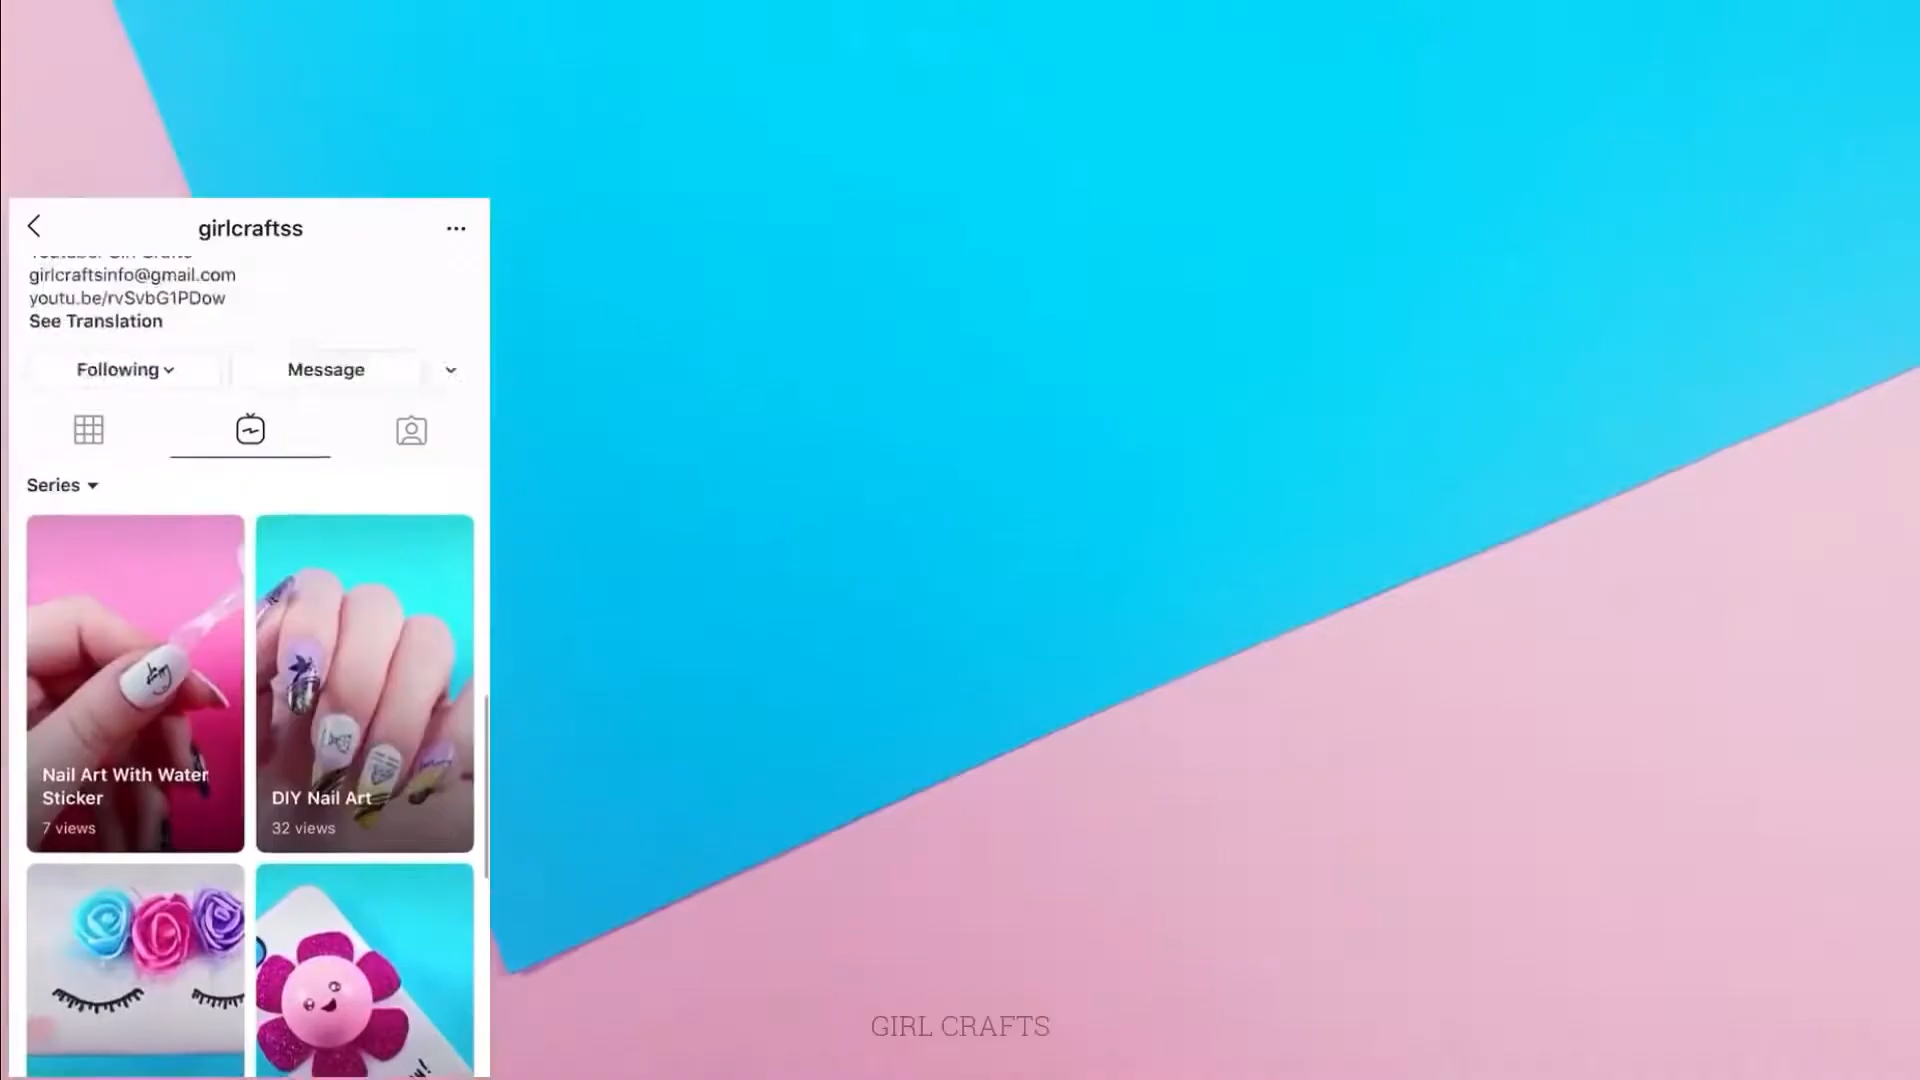 girlcraftss
girlcraftsinfo@gmail.com
youtu.be/rvSvbG1PDow
See Translation
Following
Message
Series
Nail Art With Water
Sticker
7 views
DIY Nail Art
32 views
GIRL CRAFTS